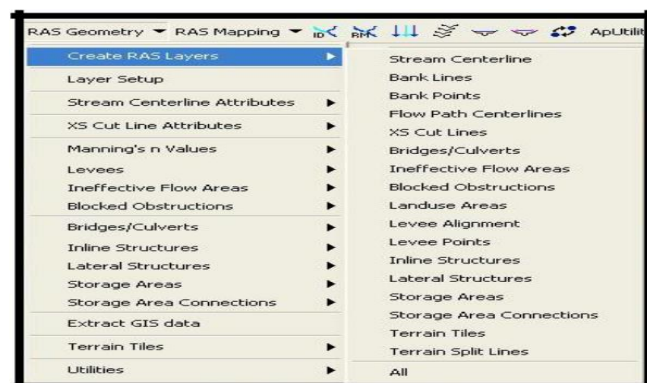 RAS Geometry RAS Mapping ID RM ApUtilit
Create RAS Layers
Layer Setup
Stream Centerline Attributes
XS Cut Line Attributes
Manning's n Values
Levees
Ineffective Flow Areas
Blocked Obstructions
Bridges/Culverts
Inline Structures
Lateral Structures
Storage Areas
Storage Area Connections
Extract GIS data
Terrain Tiles
Utilities
Stream Centerline
Bank Lines
Bank Points
Flow Path Centerlines
XS Cut Lines
Bridges/Culverts
Ineffective Flow Areas
Blocked Obstructions
Landuse Areas
Levee Alignment
Levee Points
Inline Structures
Lateral Structures
Storage Areas
Storage Area Connections
Terrain Tiles
Terrain Split Lines
All